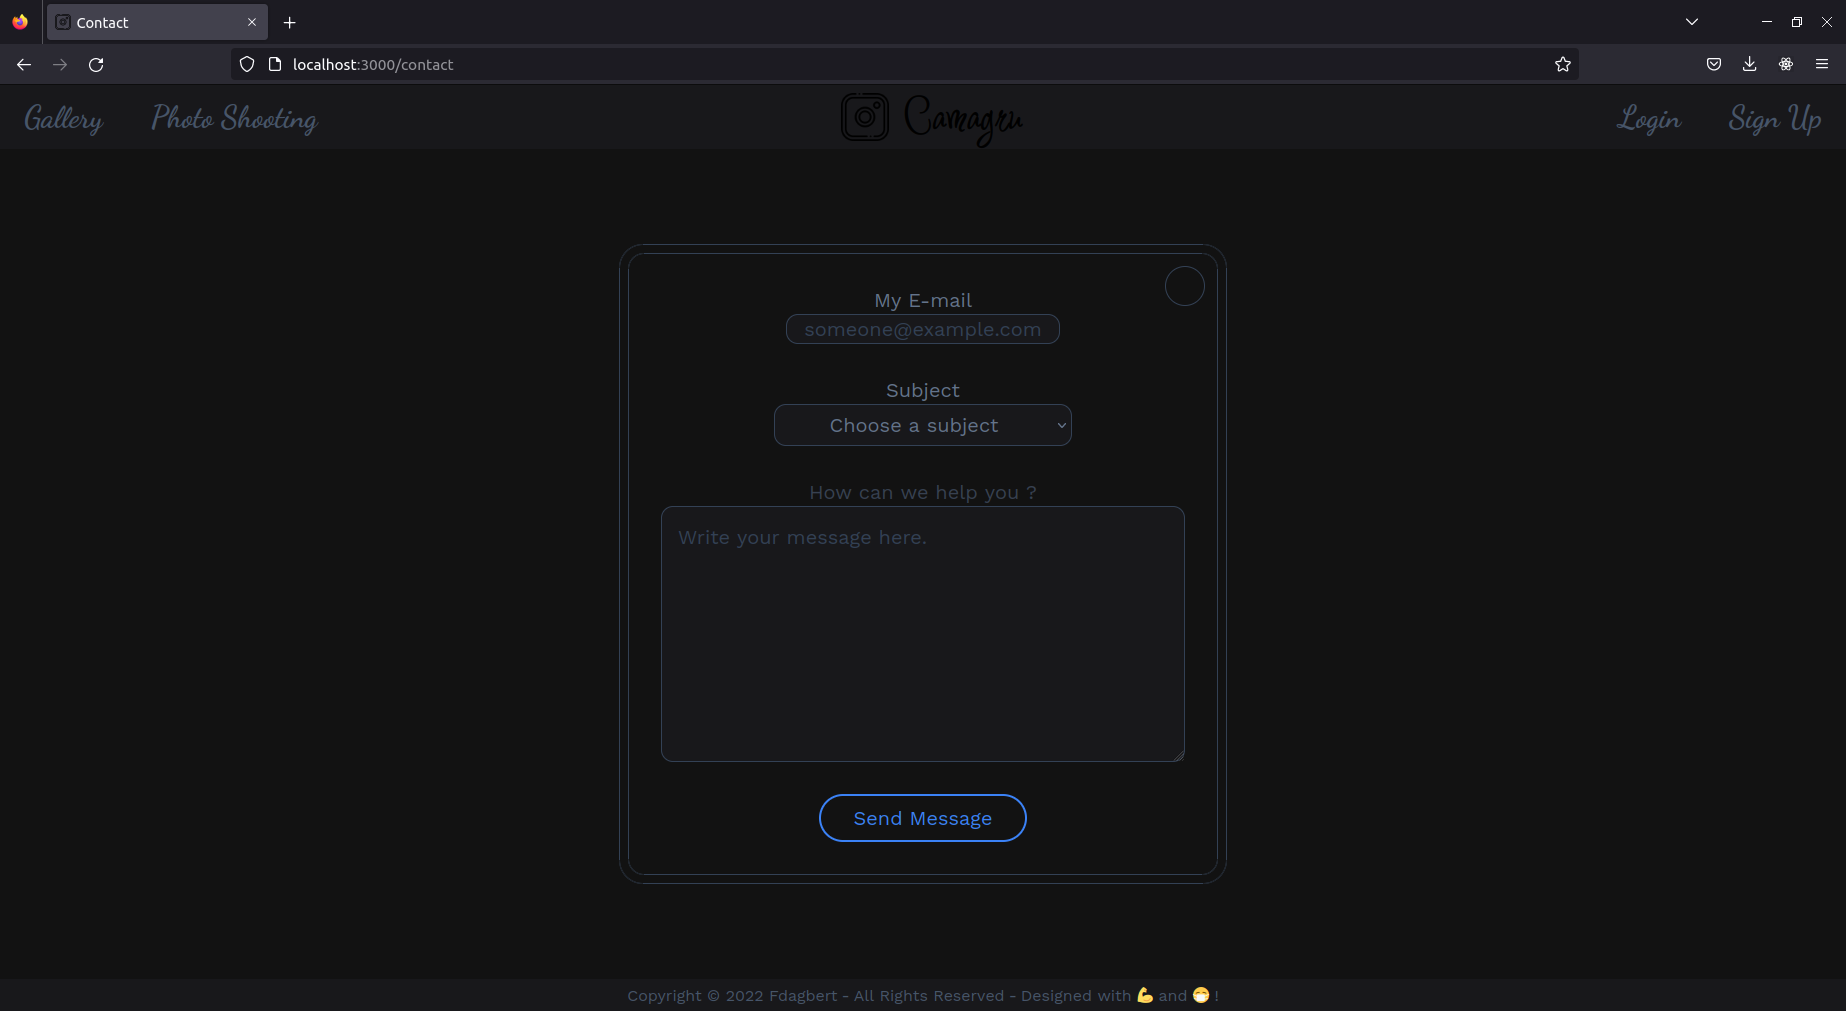 Contact
localhost:3000/contact
Gallery
Photo Shooting
Camagru
Login
Sign Up
My E-mail
someone@example.com
Subject
Choose a subject
How can we help you ?
Write your message here.
Send Message
Copyright © 2022 Fdagbert - All Rights Reserved - Designed with 💪 and 😷 !